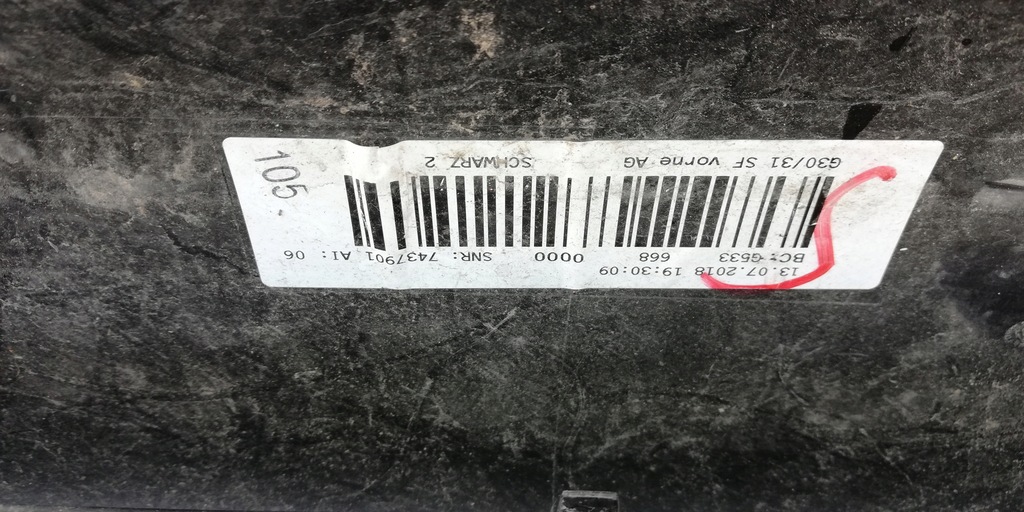 13.07.2018 19:30:09
BC: G533 668 0000 SNR: 7437901 AI: 06
G30/31 SF vorne AG SCHWARZ 2
105